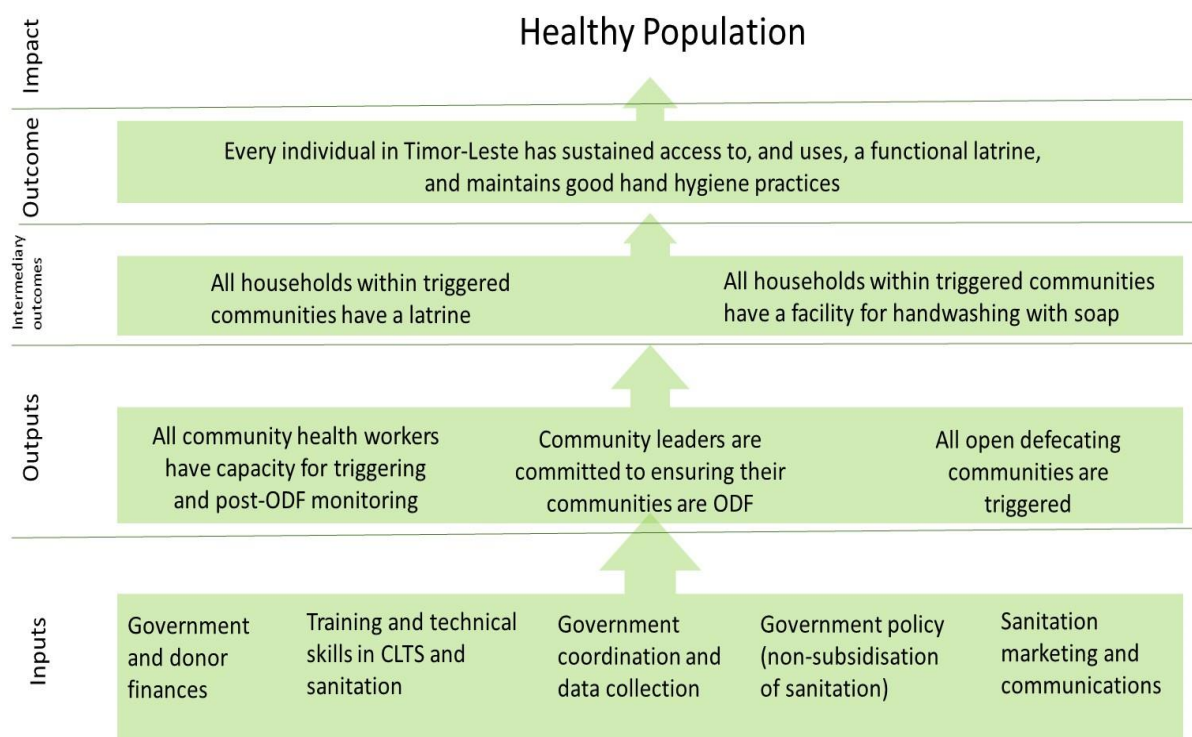 Impact
Healthy Population
Outcome
Every individual in Timor-Leste has sustained access to, and uses, a functional latrine,
and maintains good hand hygiene practices
Intermediary
outcomes
All households within triggered
communities have a latrine
All households within triggered communities
have a facility for handwashing with soap
Outputs
All community health workers
have capacity for triggering
and post-ODF monitoring
Community leaders are
committed to ensuring their
communities are ODF
All open defecating
communities are
triggered
Inputs
Government
and donor
finances
Training and technical
skills in CLTS and
sanitation
Government
coordination and
data collection
Government policy
(non-subsidisation
of sanitation)
Sanitation
marketing and
communications